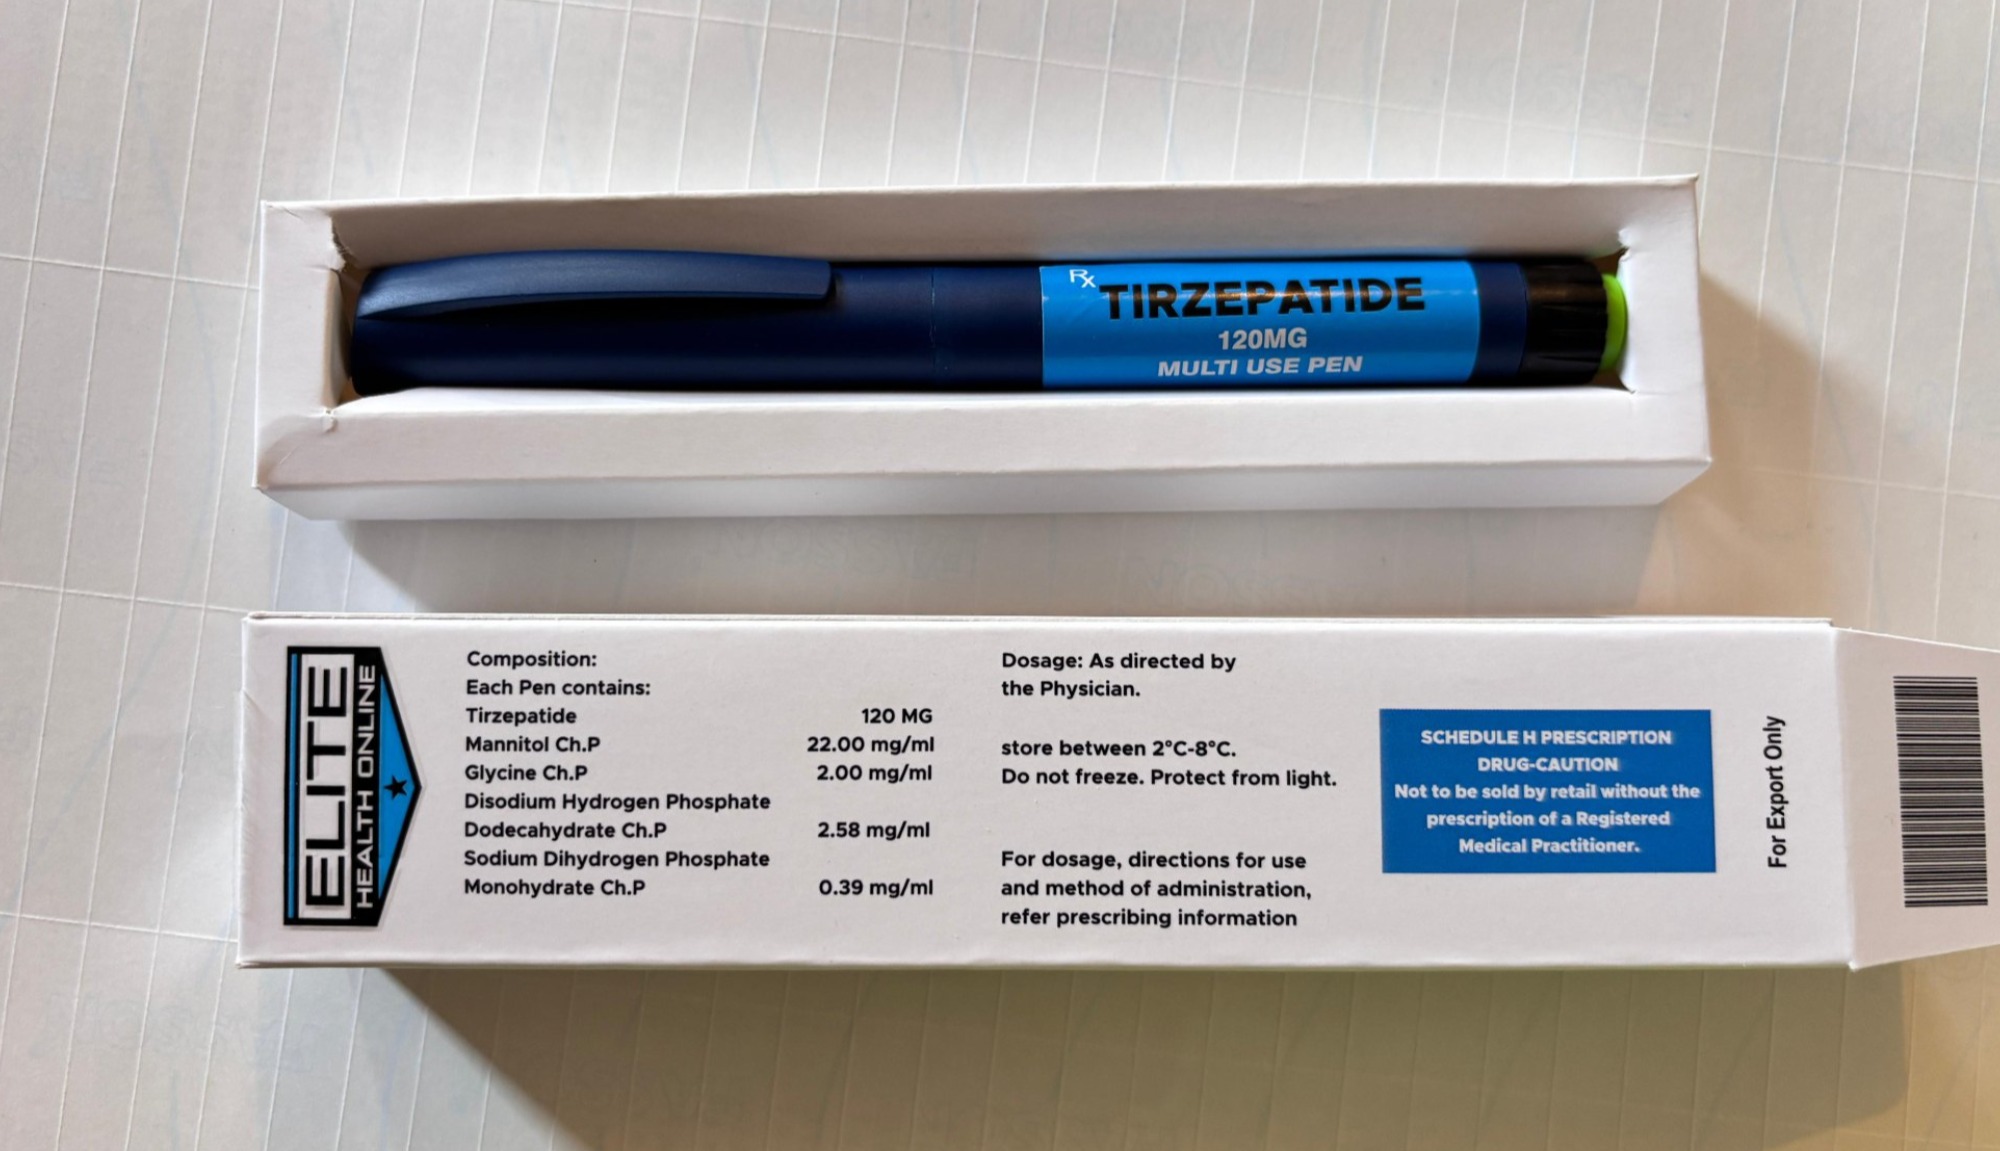 Rx
TIRZEPATIDE
120MG
MULTI USE PEN
ELITE
HEALTH ONLINE
Composition:
Each Pen contains:
Tirzepatide 120 MG
Mannitol Ch.P 22.00 mg/ml
Glycine Ch.P 2.00 mg/ml
Disodium Hydrogen Phosphate
Dodecahydrate Ch.P 2.58 mg/ml
Sodium Dihydrogen Phosphate
Monohydrate Ch.P 0.39 mg/ml
Dosage: As directed by
the Physician.
store between 2°C-8°C.
Do not freeze. Protect from light.
For dosage, directions for use
and method of administration,
refer prescribing information
SCHEDULE H PRESCRIPTION
DRUG-CAUTION
Not to be sold by retail without the
prescription of a Registered
Medical Practitioner.
For Export Only